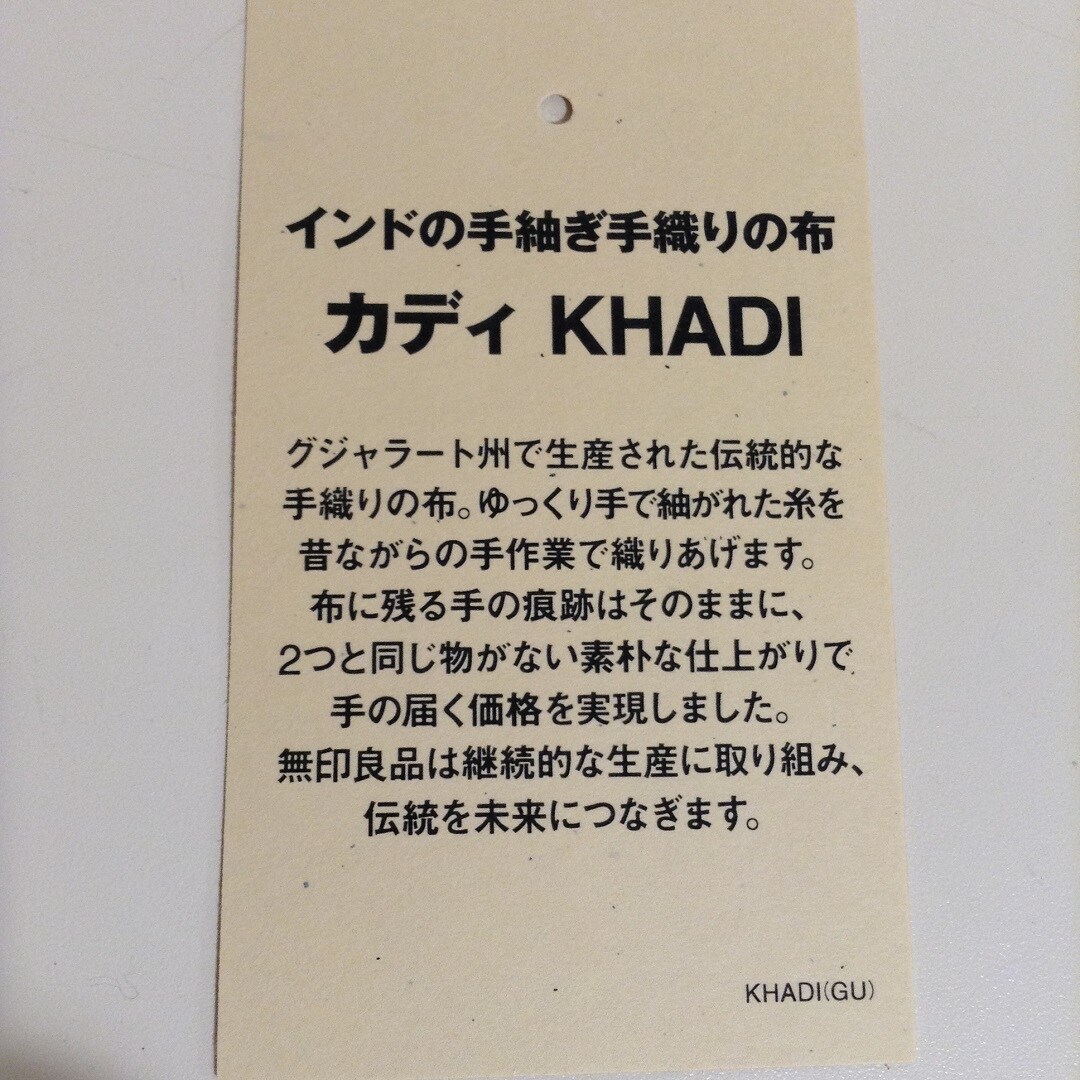 インドの手紬ぎ手織りの布
カディ KHADI
グジャラート州で生産された伝統的な
手織りの布。ゆっくり手で紬がれた糸を
昔ながらの手作業で織りあげます。
布に残る手の痕跡はそのままに、
2つと同じ物がない素朴な仕上がりで
手の届く価格を実現しました。
無印良品は継続的な生産に取り組み、
伝統を未来につなぎます。
KHADI(GU)